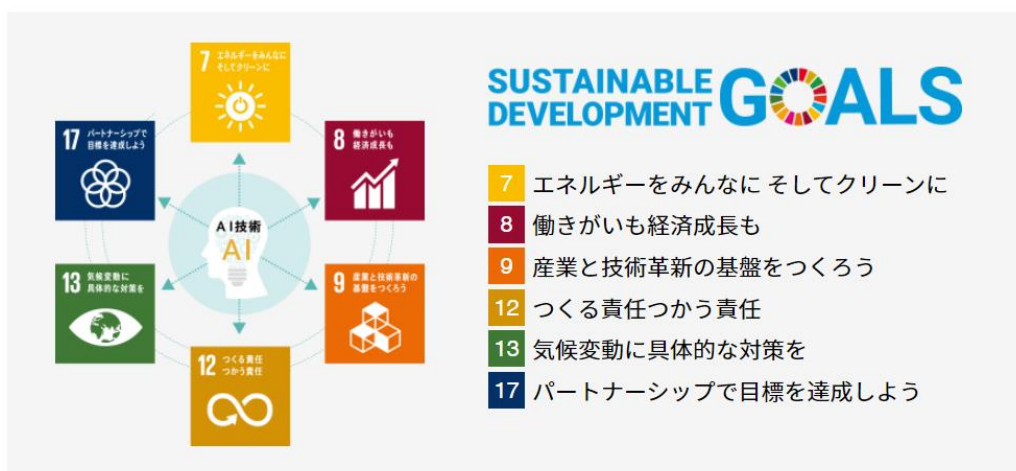 7 エネルギーをみんなに
そしてクリーンに
17 パートナーシップで
目標を達成しよう
8 働きがいも
経済成長も
AI技術
AI
13 気候変動に
具体的な対策を
9 産業と技術革新の
基盤をつくろう
12 つくる責任
つかう責任
SUSTAINABLE
DEVELOPMENT
GOALS
7 エネルギーをみんなに そしてクリーンに
8 働きがいも経済成長も
9 産業と技術革新の基盤をつくろう
12 つくる責任つかう責任
13 気候変動に具体的な対策を
17 パートナーシップで目標を達成しよう